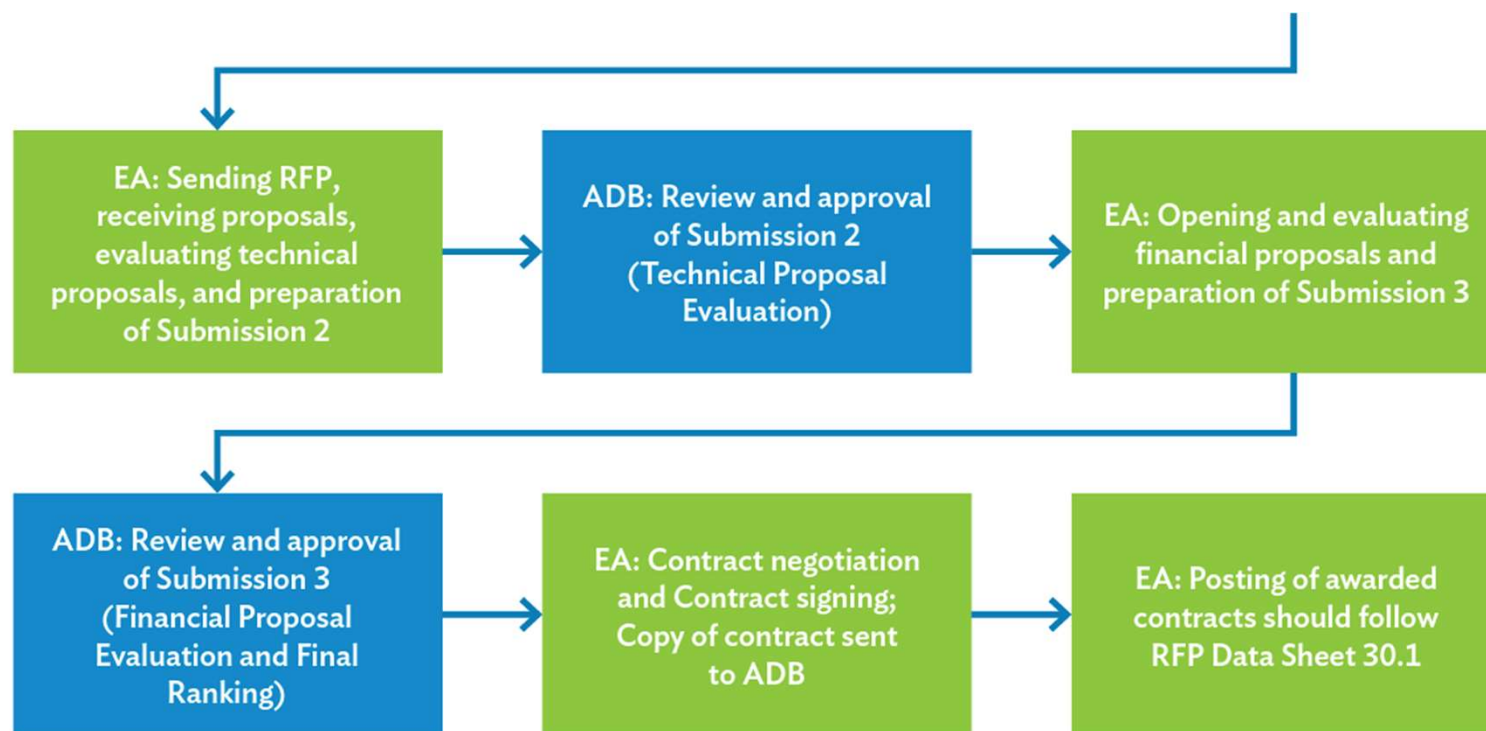 EA: Sending RFP,
receiving proposals,
evaluating technical
proposals, and preparation
of Submission 2
ADB: Review and approval
of Submission 2
(Technical Proposal
Evaluation)
EA: Opening and evaluating
financial proposals and
preparation of Submission 3
ADB: Review and approval
of Submission 3
(Financial Proposal
Evaluation and Final
Ranking)
EA: Contract negotiation
and Contract signing;
Copy of contract sent
to ADB
EA: Posting of awarded
contracts should follow
RFP Data Sheet 30.1